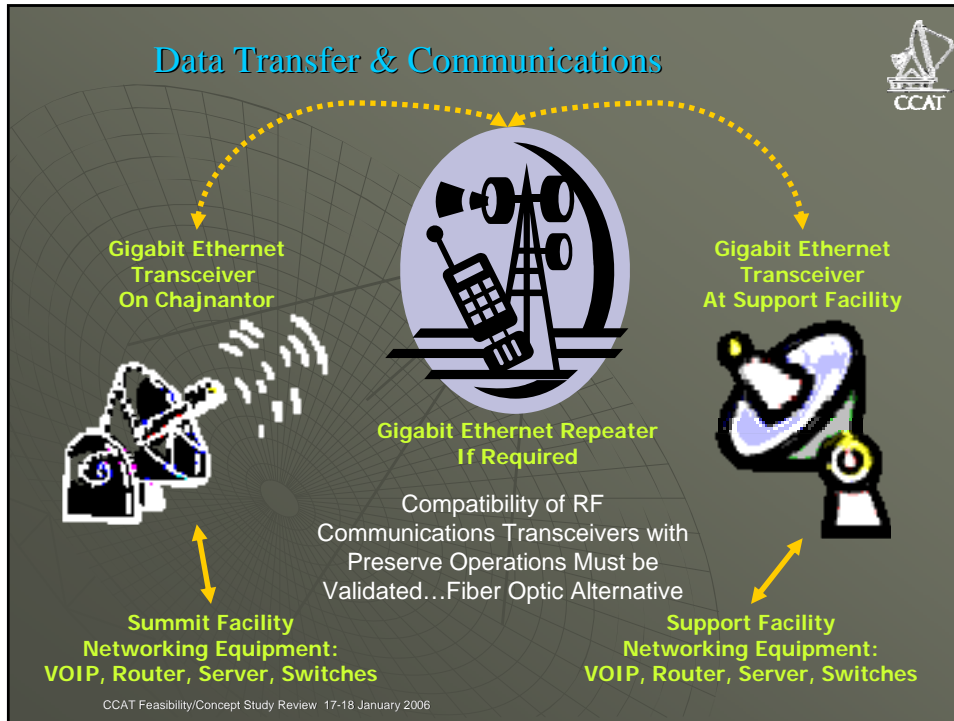 Data Transfer & Communications
CCAT
Gigabit Ethernet
Transceiver
On Chajnantor
Gigabit Ethernet
Transceiver
At Support Facility
Gigabit Ethernet Repeater
If Required
Compatibility of RF
Communications Transceivers with
Preserve Operations Must be
Validated…Fiber Optic Alternative
Summit Facility
Networking Equipment:
VOIP, Router, Server, Switches
Support Facility
Networking Equipment:
VOIP, Router, Server, Switches
CCAT Feasibility/Concept Study Review 17-18 January 2006